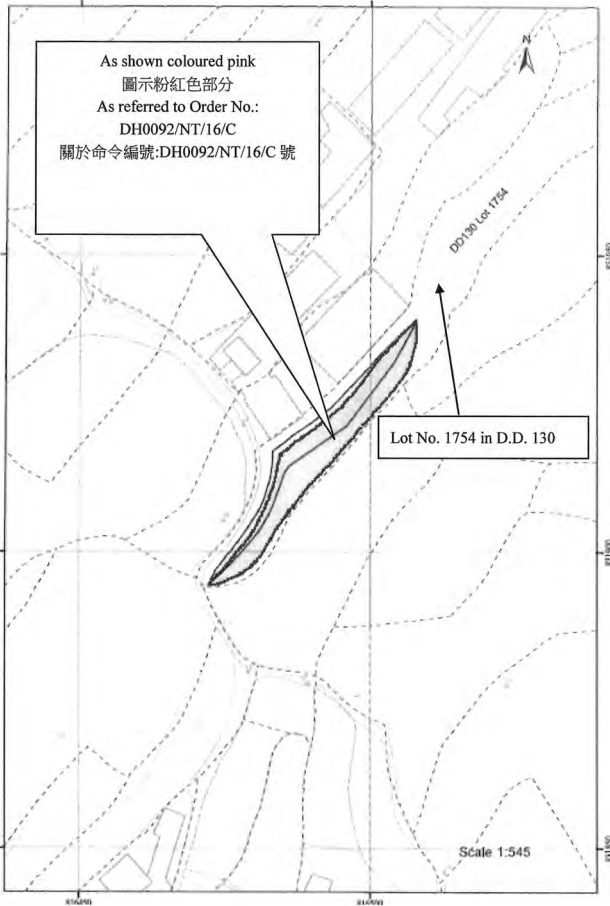 As shown coloured pink
圖示粉紅色部分
As referred to Order No.:
DH0092/NT/16/C
關於命令編號:DH0092/NT/16/C 號
N
DD130 Lot 1754
Lot No. 1754 in D.D. 130
Scale 1:545